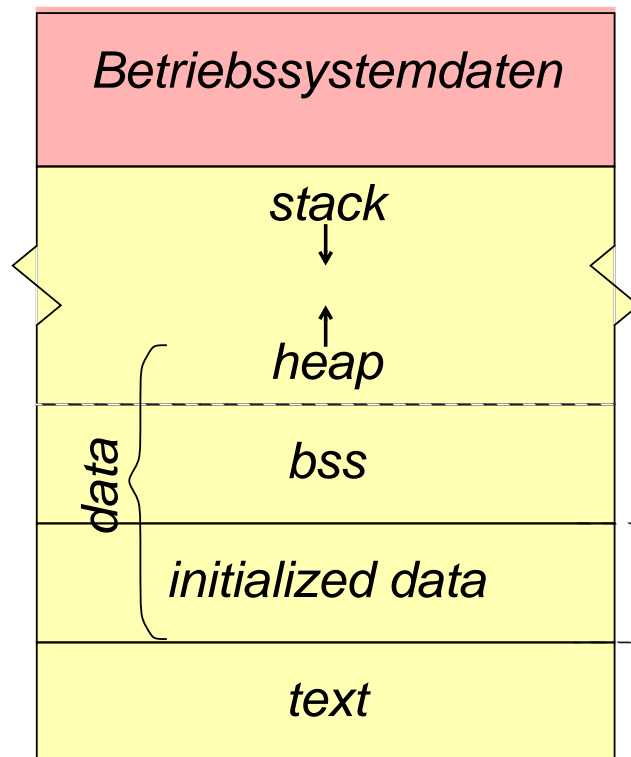 Betriebssystemdaten
stack
heap
data
bss
initialized data
text